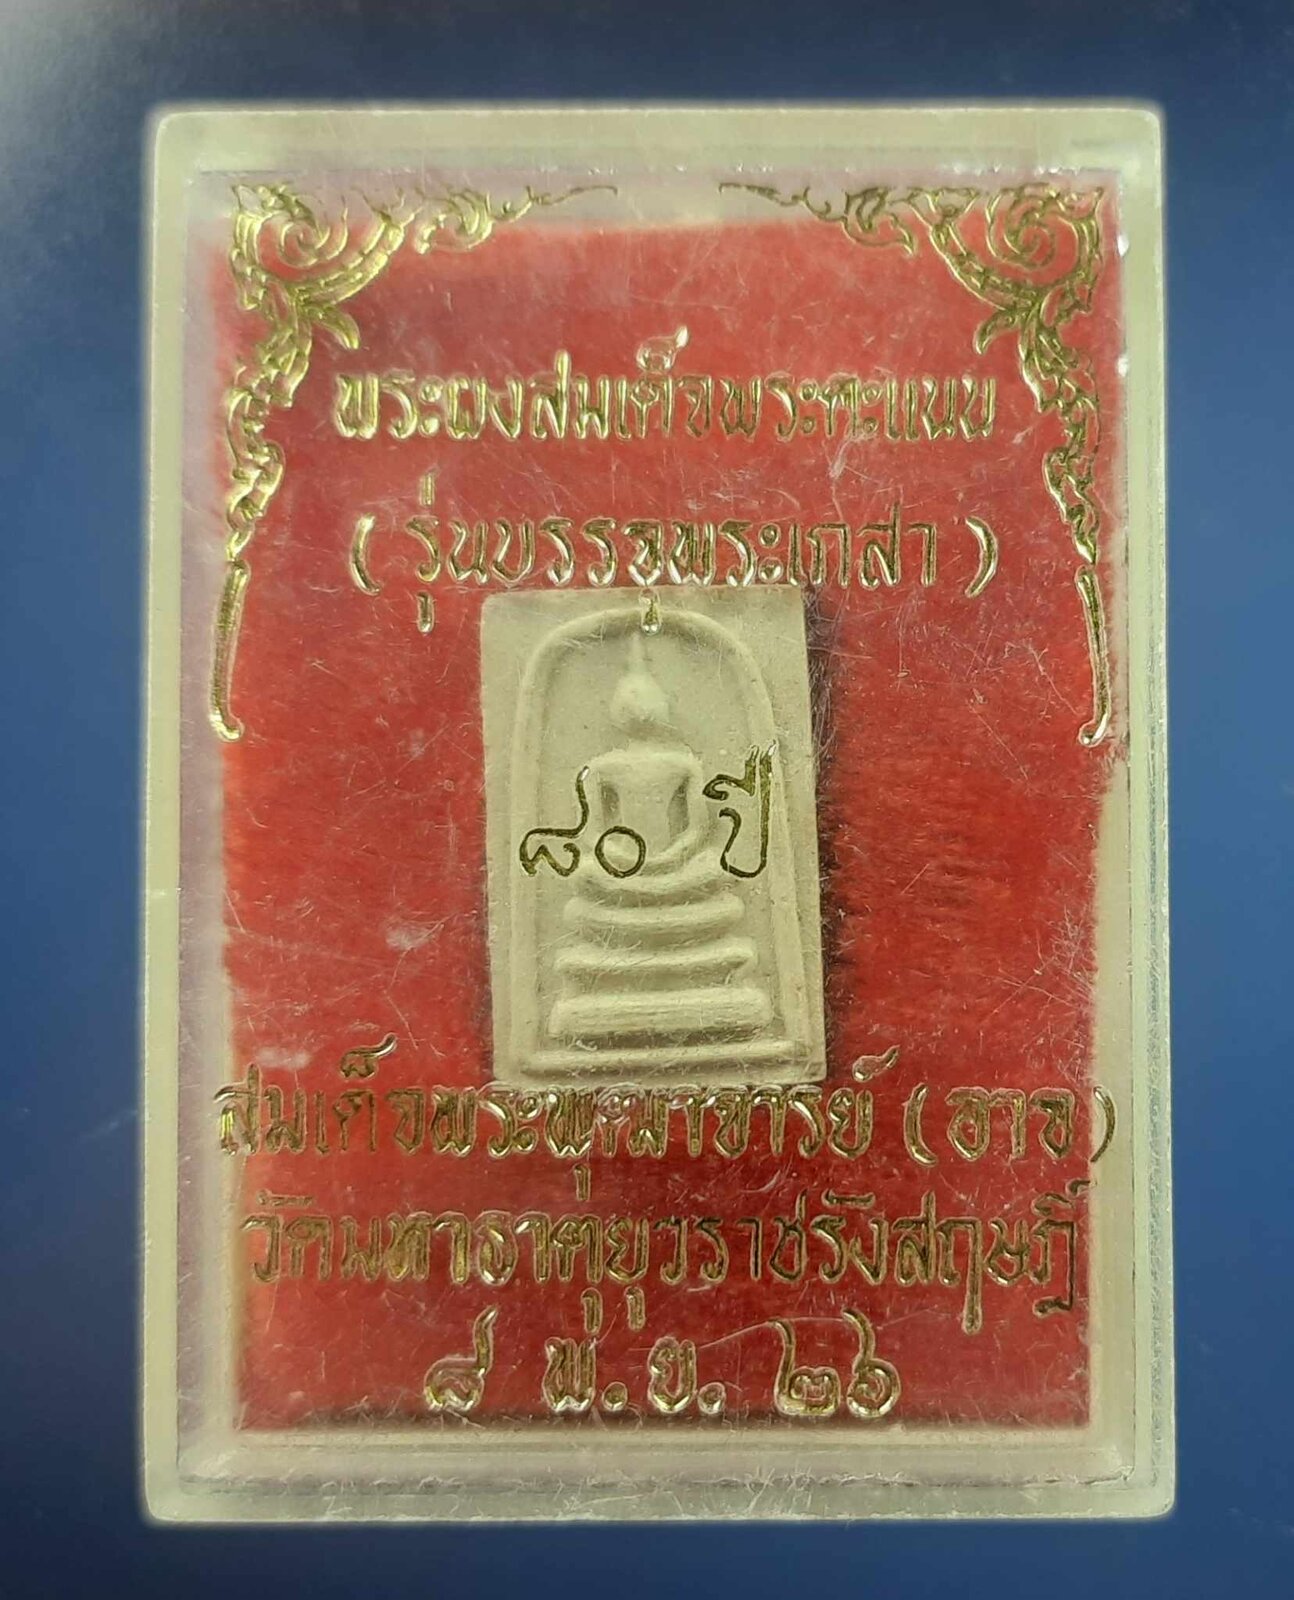 พระผงสมเด็จพระคะแนน
(รุ่นบรรจุพระเกสา)
๘๐ ปี
สมเด็จพระพุฒาจารย์ (อาจ)
วัดมหาธาตุยุวราชรังสฤษฎิ์
๘ พ.ย. ๒๖